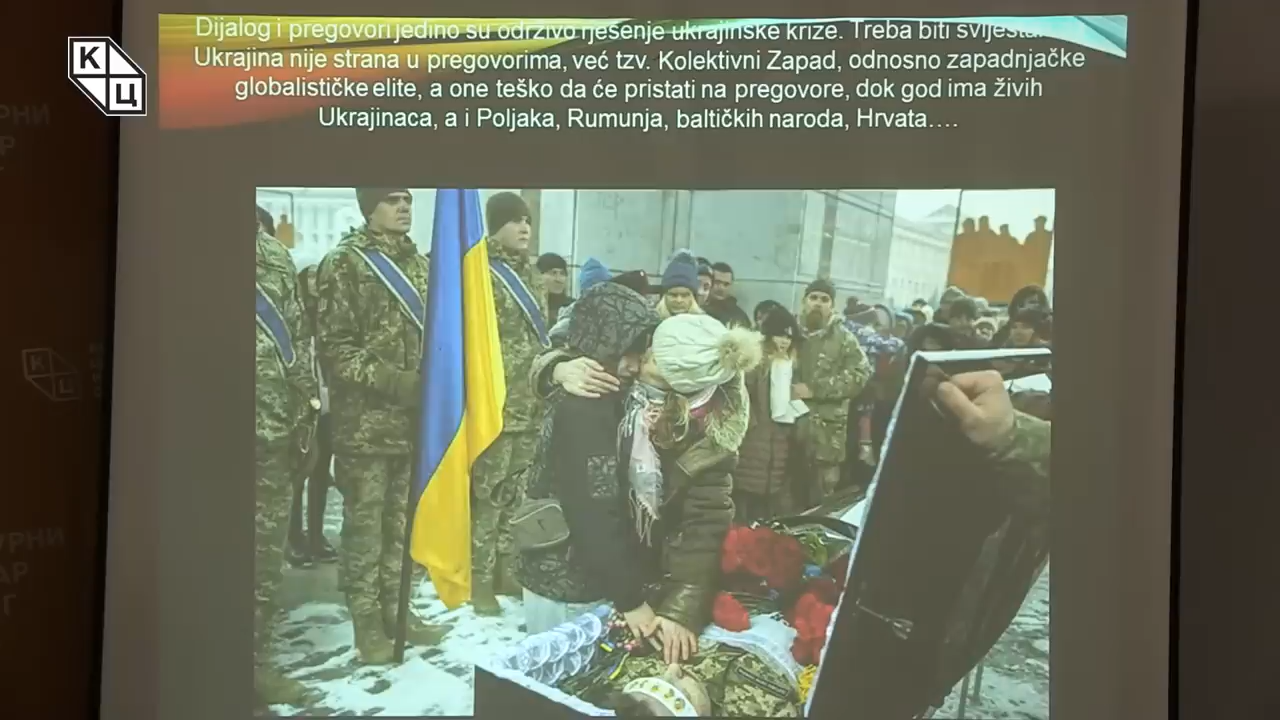 Dijalog i pregovori jedino su održivo rješenje ukrajinske krize. Treba biti
Ukrajina nije strana u pregovorima, već tzv. Kolektivni Zapad, odnosno zapadnjačke
globalističke elite, a one teško da će pristati na pregovore, dok god ima živih
Ukrajinaca, a i Poljaka, Rumunja, baltičkih naroda, Hrvata….
К
Ц